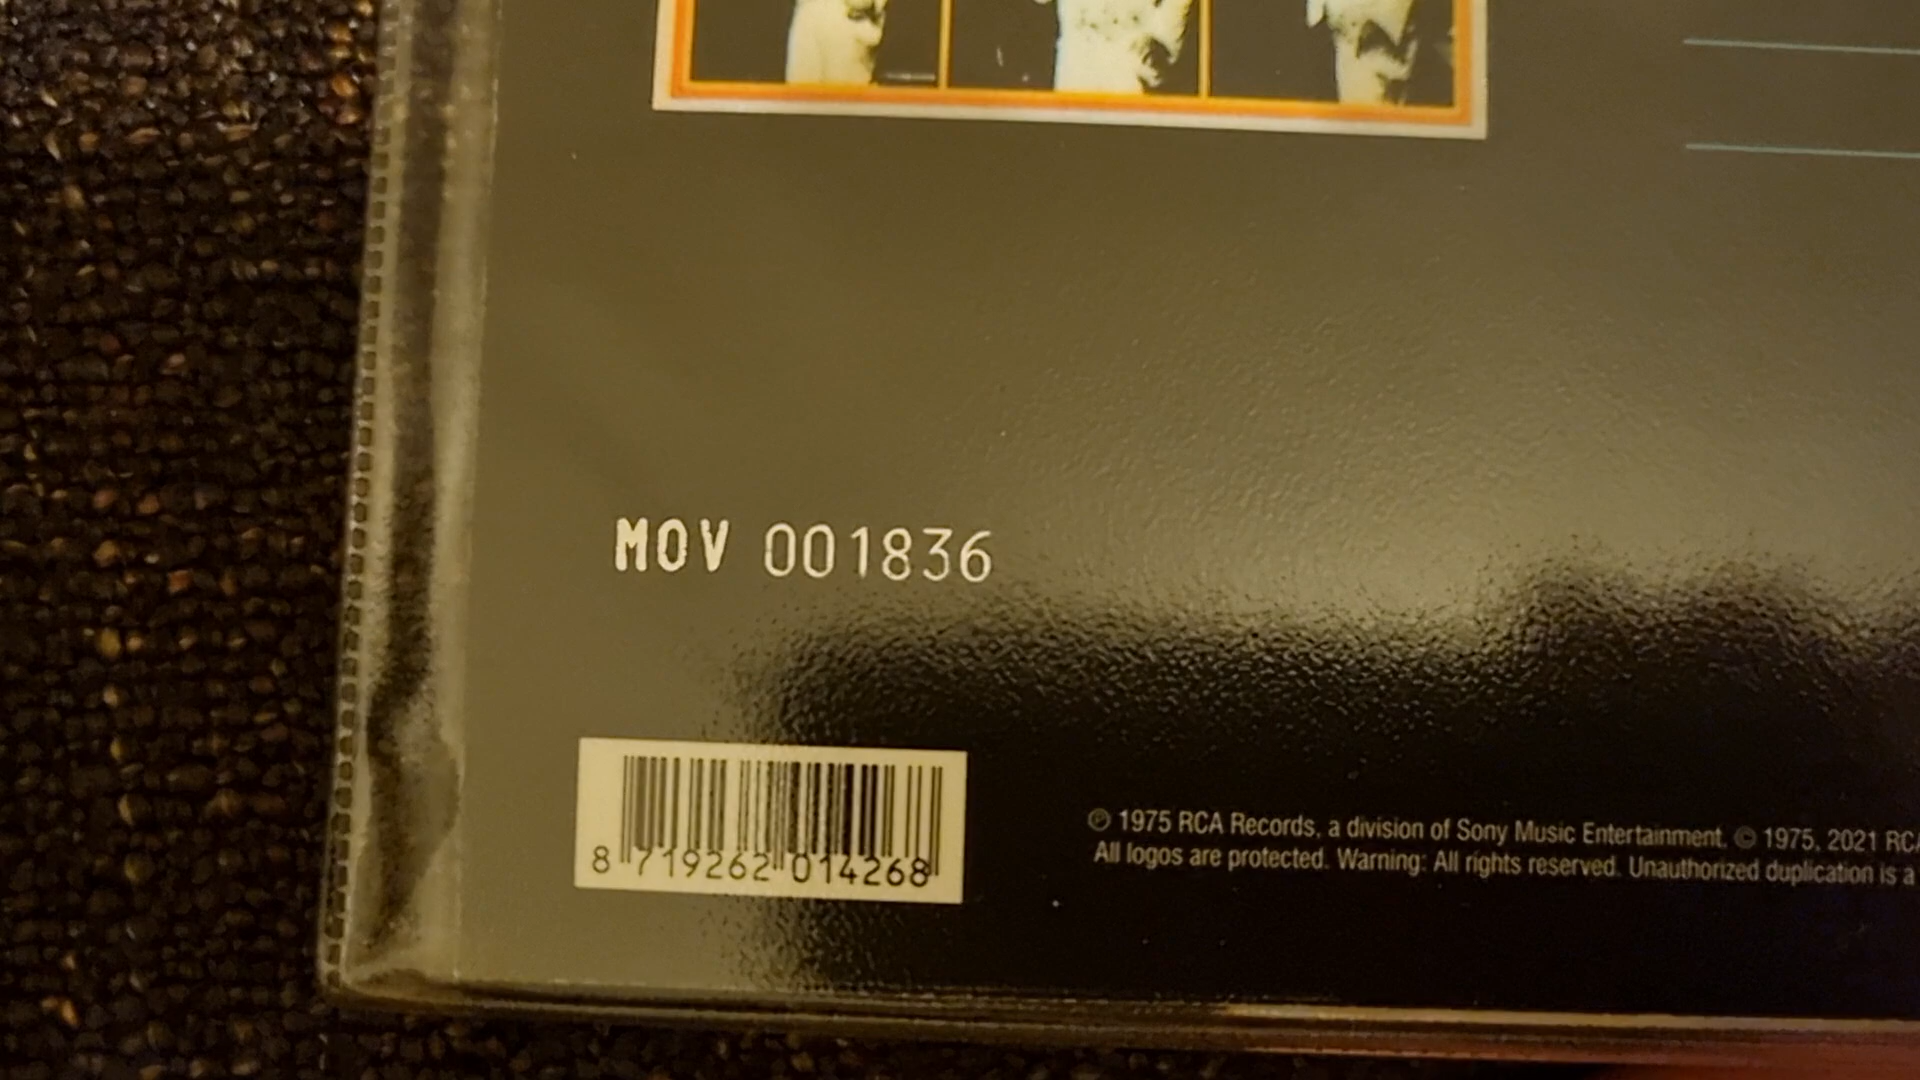 MOV 001836
8 719262 014268
℗ 1975 RCA Records, a division of Sony Music Entertainment. © 1975, 2021 RCA
All logos are protected. Warning: All rights reserved. Unauthorized duplication is a